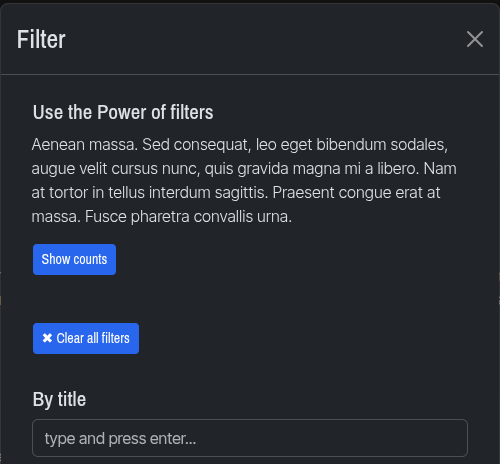 Filter
Use the Power of filters
Aenean massa. Sed consequat, leo eget bibendum sodales,
augue velit cursus nunc, quis gravida magna mi a libero. Nam
at tortor in tellus interdum sagittis. Praesent congue erat at
massa. Fusce pharetra convallis urna.
Show counts
✖ Clear all filters
By title
type and press enter...